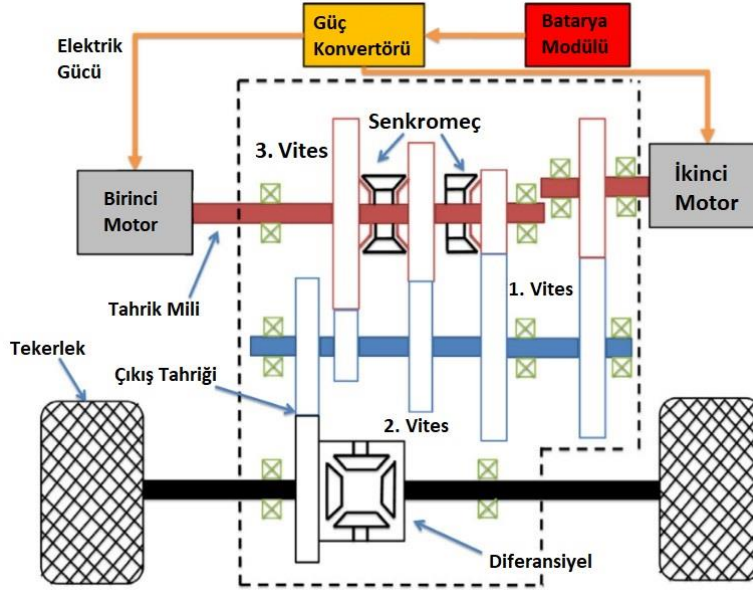 Elektrik
Gücü
Güç
Konvertörü
Batarya
Modülü
Senkromeç
3. Vites
Birinci
Motor
İkinci
Motor
1. Vites
Tahrik Mili
Tekerlek
Çıkış Tahriği
2. Vites
Diferansiyel